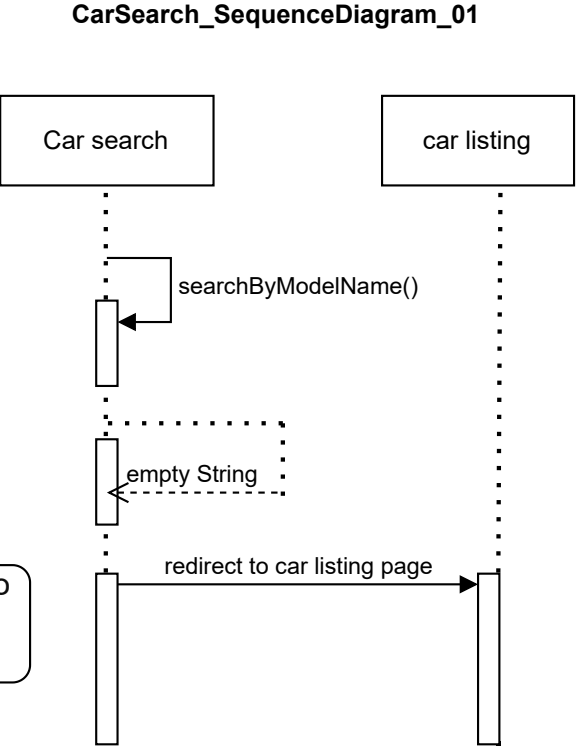 CarSearch_SequenceDiagram_01
Car search
car listing
searchByModelName()
empty String
redirect to car listing page